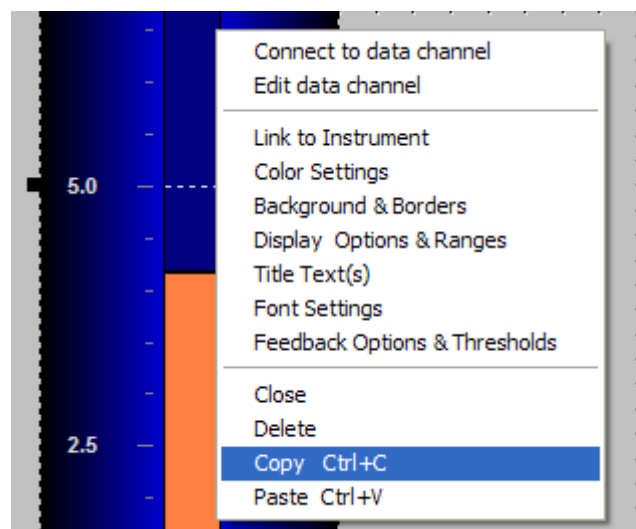 Connect to data channel
Edit data channel
Link to Instrument
Color Settings
5.0
Background & Borders
Display  Options & Ranges
Title Text(s)
Font Settings
Feedback Options & Thresholds
Close
Delete
2.5
Copy   Ctrl+C
Paste  Ctrl+V